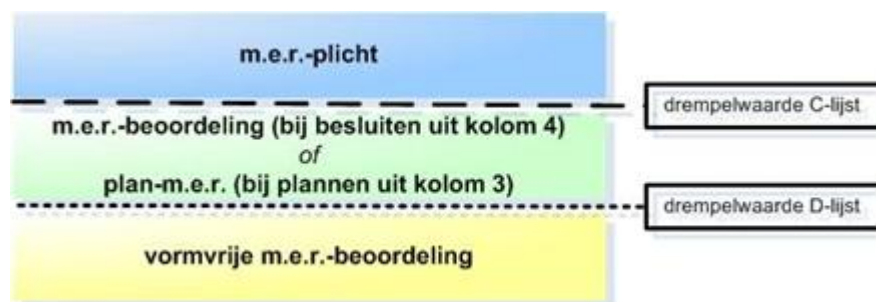 m.e.r.-plicht
drempelwaarde C-lijst
m.e.r.-beoordeling (bij besluiten uit kolom 4)
of
plan-m.e.r. (bij plannen uit kolom 3)
drempelwaarde D-lijst
vormvrije m.e.r.-beoordeling